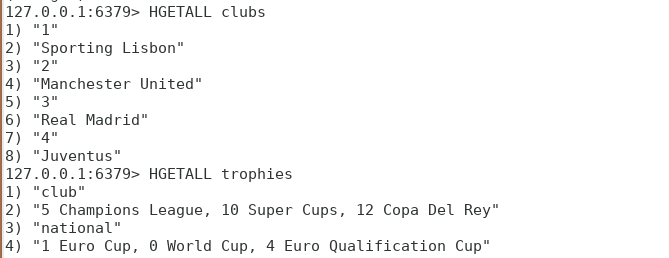 127.0.0.1:6379> HGETALL clubs
1) "1"
2) "Sporting Lisbon"
3) "2"
4) "Manchester United"
5) "3"
6) "Real Madrid"
7) "4"
8) "Juventus"
127.0.0.1:6379> HGETALL trophies
1) "club"
2) "5 Champions League, 10 Super Cups, 12 Copa Del Rey"
3) "national"
4) "1 Euro Cup, 0 World Cup, 4 Euro Qualification Cup"